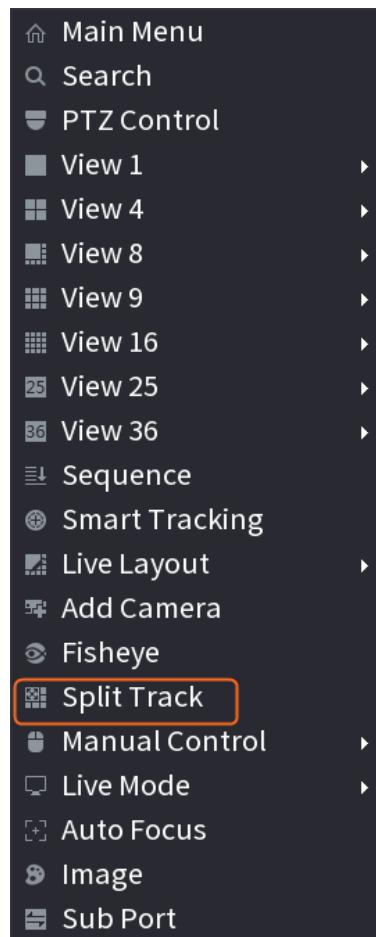 Main Menu
Search
PTZ Control
View 1
View 4
View 8
View 9
View 16
25 View 25
36 View 36
Sequence
Smart Tracking
Live Layout
Add Camera
Fisheye
Split Track
Manual Control
Live Mode
Auto Focus
Image
Sub Port